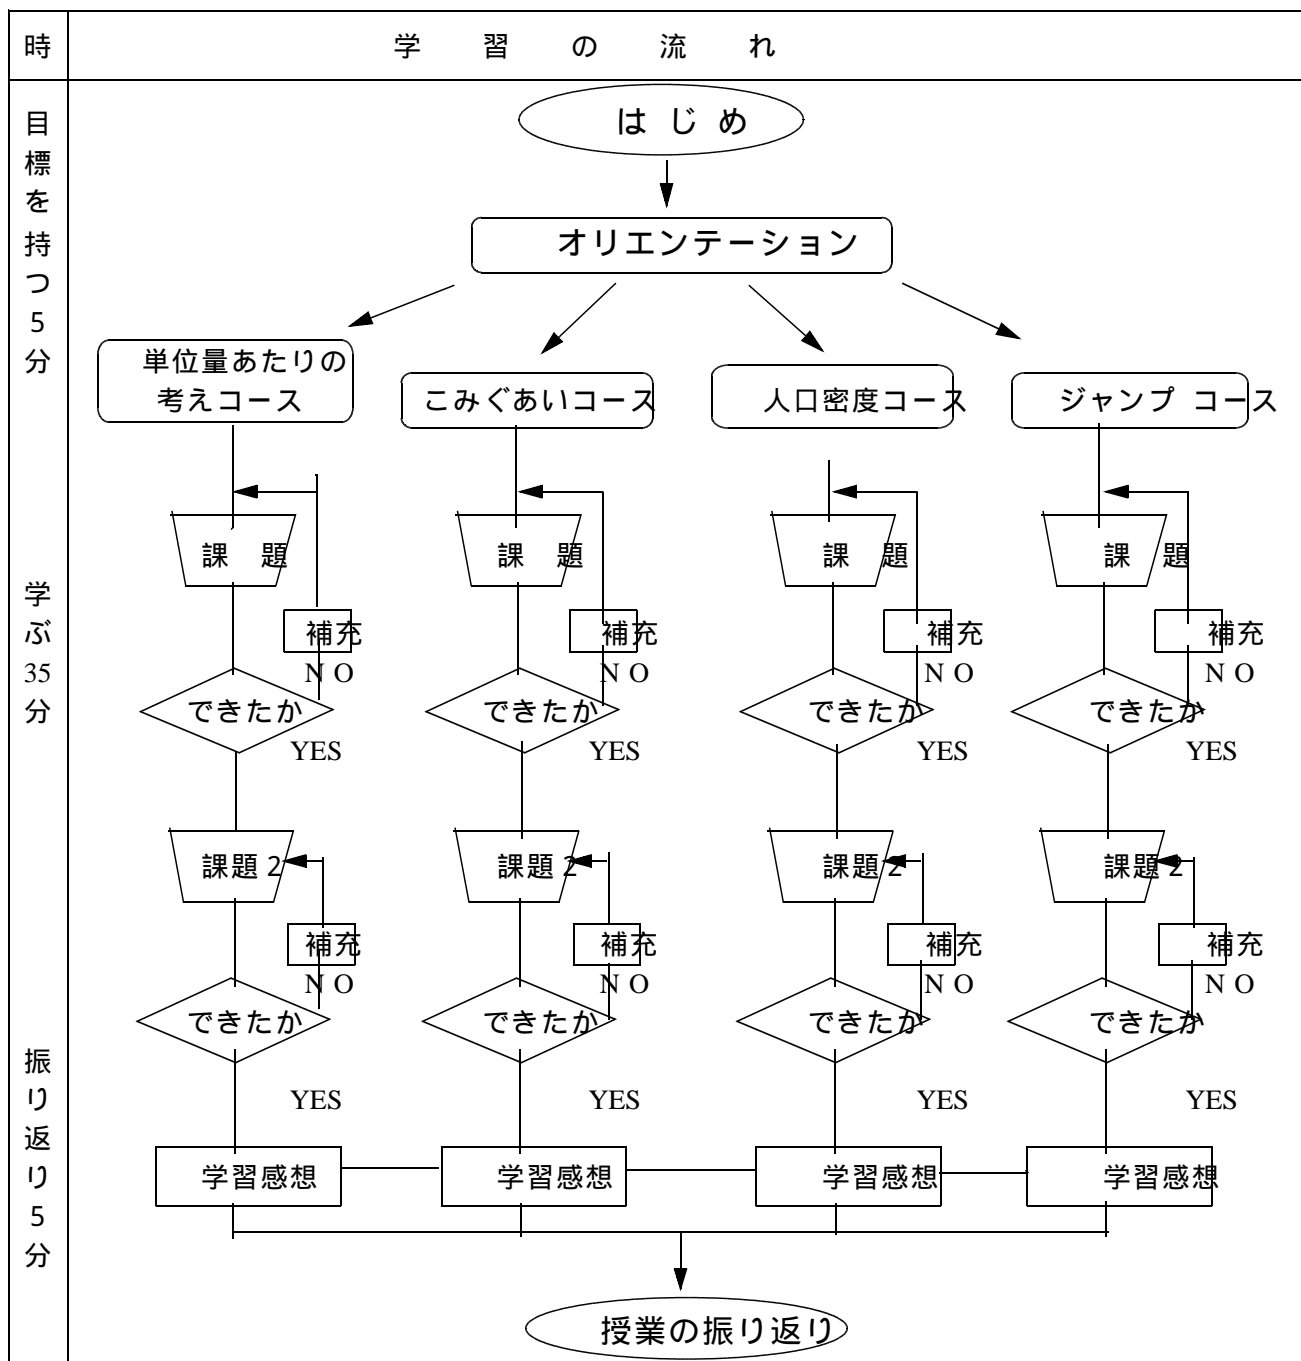 時
学 習 の 流 れ
目標を持つ5分
はじめ
オリエンテーション
単位量あたりの
考えコース
こみぐあいコース
人口密度コース
ジャンプ コース
学ぶ35分
課 題
課 題
課 題
課 題
補充
補充
補充
補充
NO
NO
NO
NO
できたか
できたか
できたか
できたか
YES
YES
YES
YES
課題2
課題2
課題2
課題2
補充
補充
補充
補充
NO
NO
NO
NO
できたか
できたか
できたか
できたか
振り返り5分
YES
YES
YES
YES
学習感想
学習感想
学習感想
学習感想
授業の振り返り